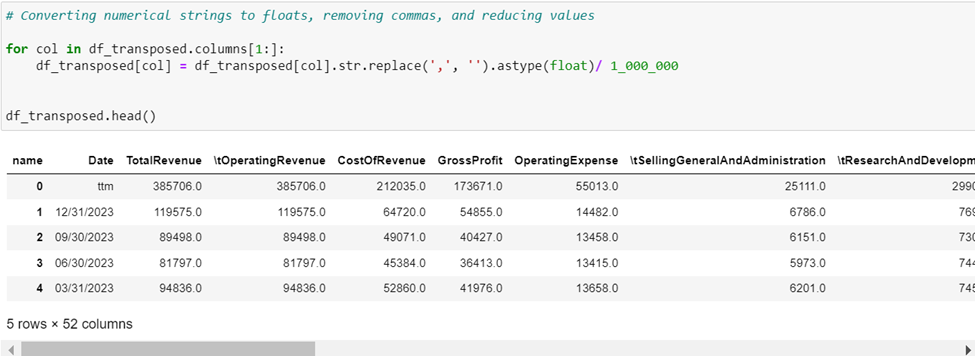 # Converting numerical strings to floats, removing commas, and reducing values
for col in df_transposed.columns[1:]:
    df_transposed[col] = df_transposed[col].str.replace(',', '').astype(float)/ 1_000_000
df_transposed.head()
name Date TotalRevenue \tOperatingRevenue CostOfRevenue GrossProfit OperatingExpense \tSellingGeneralAndAdministration \tResearchAndDevelopm
0 ttm 385706.0 385706.0 212035.0 173671.0 55013.0 25111.0 2990
1 12/31/2023 119575.0 119575.0 64720.0 54855.0 14482.0 6786.0 769
2 09/30/2023 89498.0 89498.0 49071.0 40427.0 13458.0 6151.0 730
3 06/30/2023 81797.0 81797.0 45384.0 36413.0 13415.0 5973.0 744
4 03/31/2023 94836.0 94836.0 52860.0 41976.0 13658.0 6201.0 745
5 rows × 52 columns